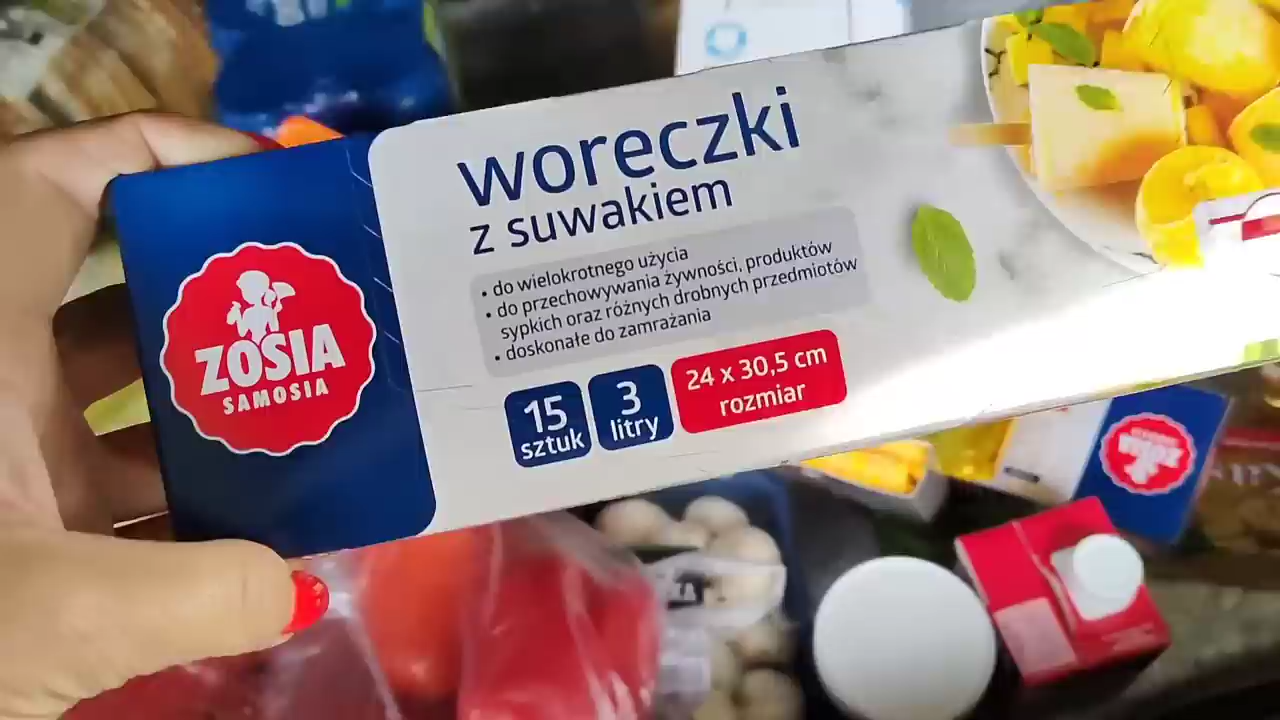 woreczki
z suwakiem
• do wielokrotnego użycia
• do przechowywania żywności, produktów
sypkich oraz różnych drobnych przedmiotów
• doskonałe do zamrażania
15
sztuk
3
litry
24 x 30,5 cm
rozmiar
ZOSIA
SAMOSIA
ZOSIA